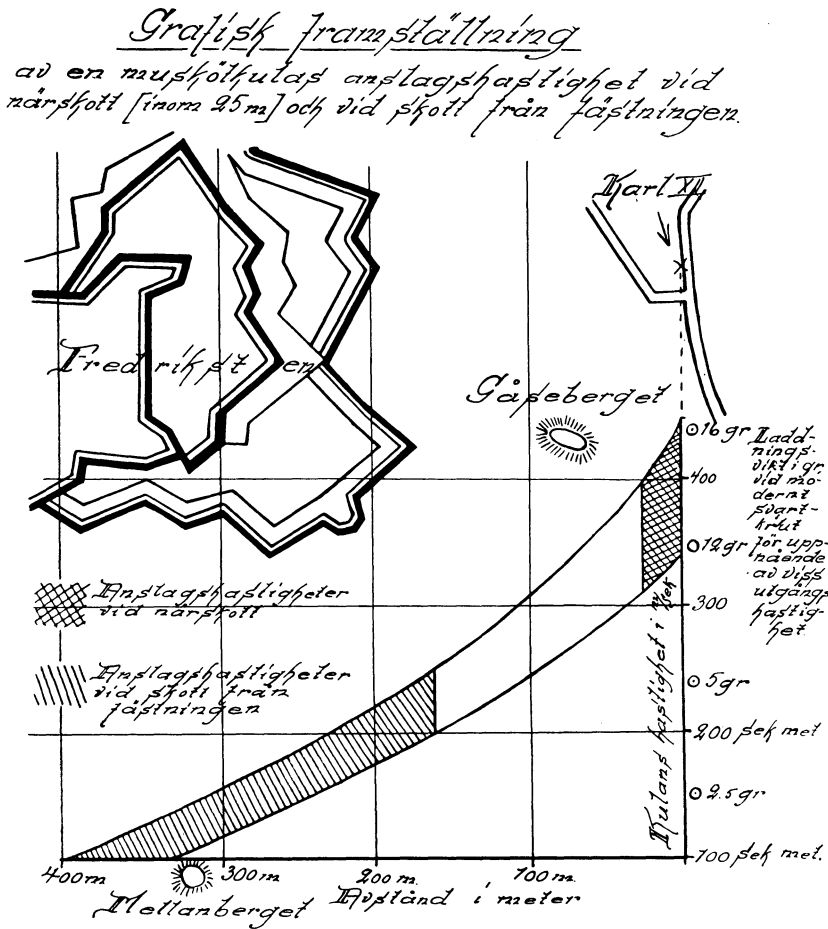 Grafisk framställning
av en muskötkulas anslagshastighet vid
närskott [inom 25 m] och vid skott från fästningen.
Karl XII
Fredriksten
Gåseberget
16 gr
Laddningsvikt i gr
vid modernt
svartkrut
för uppnående
av viss
utgångshastighet
400
12 gr
300
5 gr
200 sek met
2.5 gr
100 sek met.
Kulans hastighet i m/sek
Anslagshastigheter
vid närskott
Anslagshastigheter
vid skott från
fästningen
400 m
300 m
200 m.
100 m.
Mellanberget
Avstånd i meter